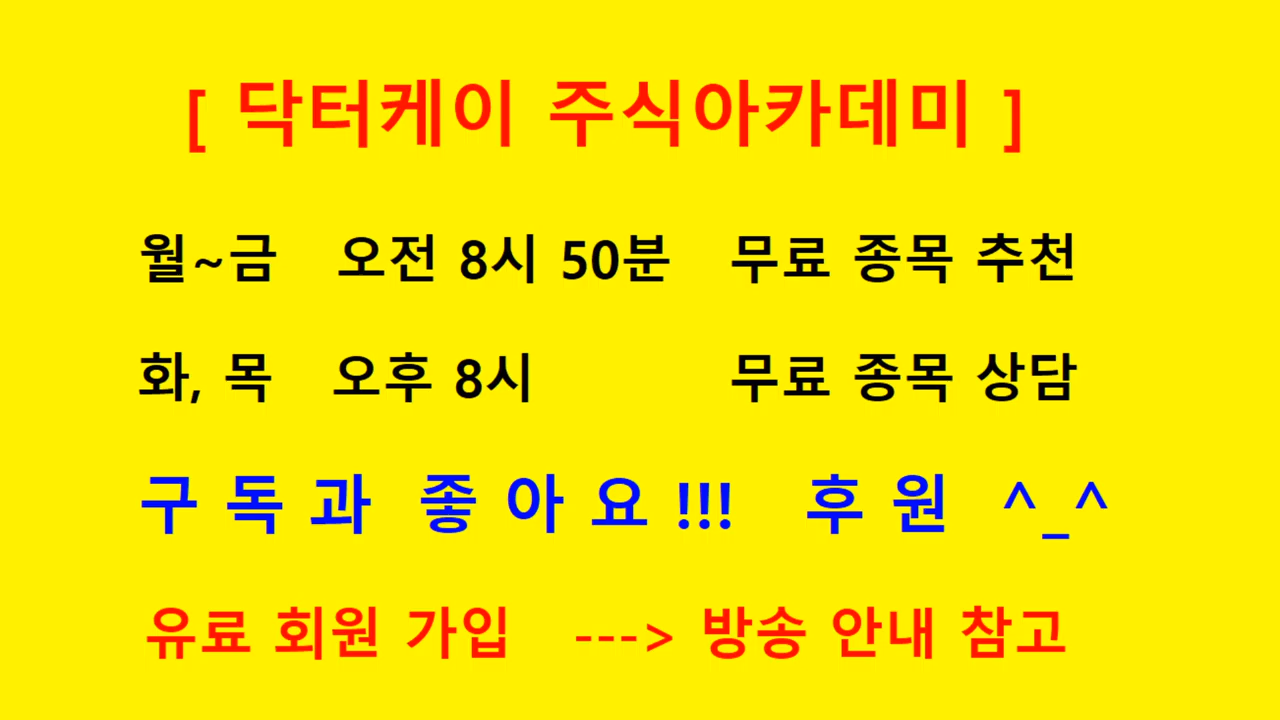 [ 닥터케이 주식아카데미 ]
월~금 오전 8시 50분 무료 종목 추천
화, 목 오후 8시 무료 종목 상담
구 독 과 좋 아 요 !!! 후 원 ^_^
유료 회원 가입 ---> 방송 안내 참고